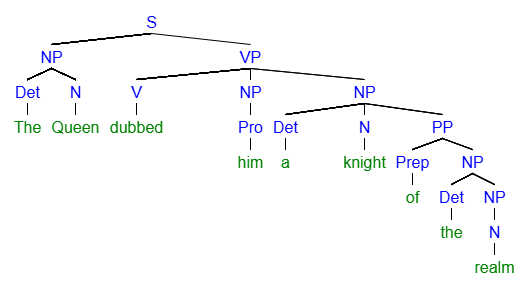 S
NP VP
Det N V NP NP
The Queen dubbed Pro Det N PP
him a knight Prep NP
of Det NP
the N
realm